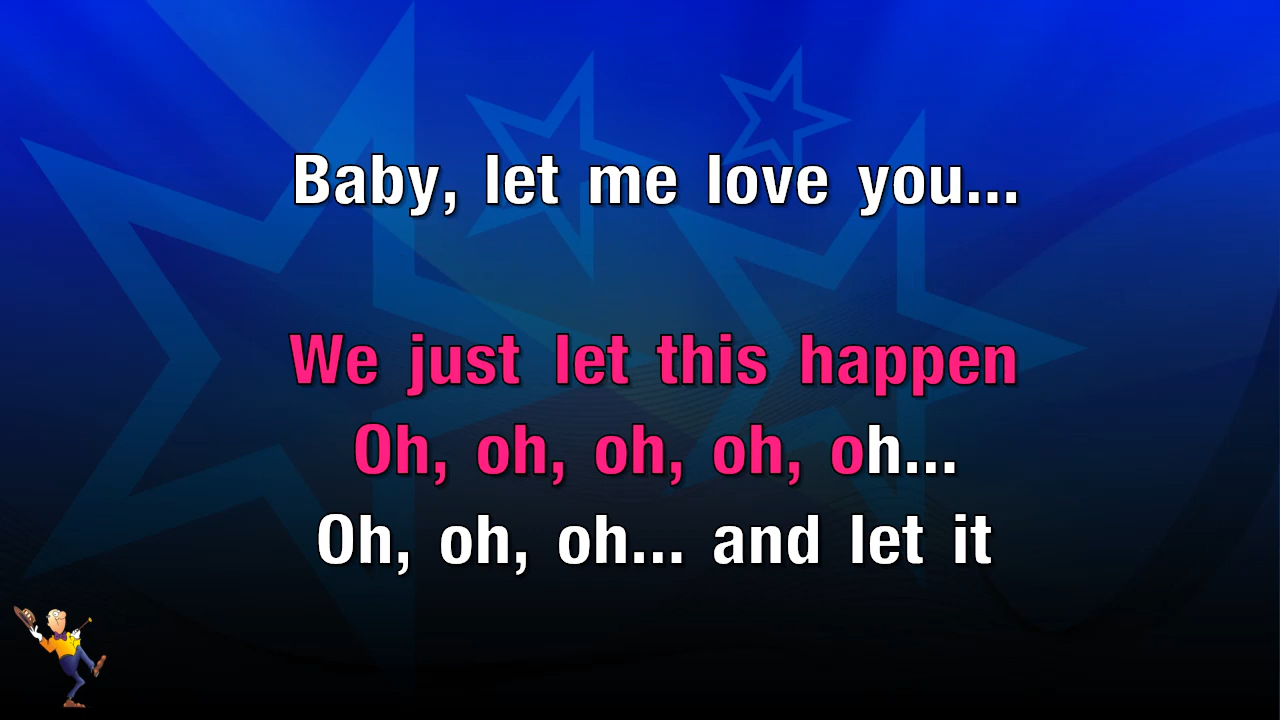 Baby, let me love you...
We just let this happen
Oh, oh, oh, oh, oh...
Oh, oh, oh... and let it